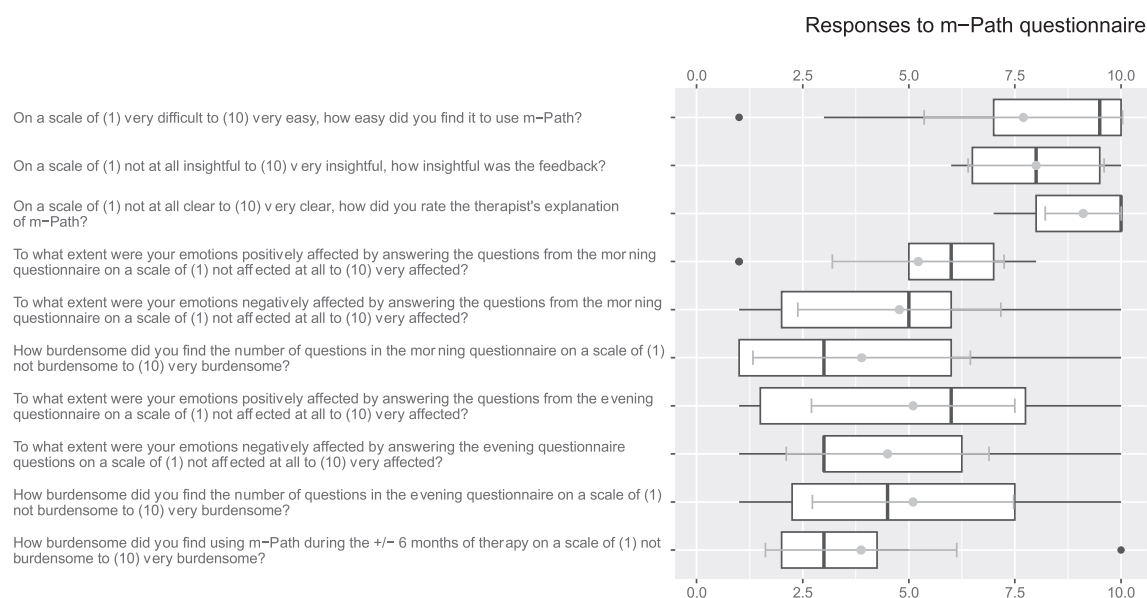 Responses to m−Path questionnaire
0.0 2.5 5.0 7.5 10.0
On a scale of (1) very difficult to (10) very easy, how easy did you find it to use m−Path?
On a scale of (1) not at all insightful to (10) very insightful, how insightful was the feedback?
On a scale of (1) not at all clear to (10) very clear, how did you rate the therapist's explanation
of m−Path?
To what extent were your emotions positively affected by answering the questions from the morning
questionnaire on a scale of (1) not affected at all to (10) very affected?
To what extent were your emotions negatively affected by answering the questions from the morning
questionnaire on a scale of (1) not affected at all to (10) very affected?
How burdensome did you find the number of questions in the morning questionnaire on a scale of (1)
not burdensome to (10) very burdensome?
To what extent were your emotions positively affected by answering the questions from the evening
questionnaire on a scale of (1) not affected at all to (10) very affected?
To what extent were your emotions negatively affected by answering the evening questionnaire
questions on a scale of (1) not affected at all to (10) very affected?
How burdensome did you find the number of questions in the evening questionnaire on a scale of (1)
not burdensome to (10) very burdensome?
How burdensome did you find using m−Path during the +/− 6 months of therapy on a scale of (1) not
burdensome to (10) very burdensome?
0.0 2.5 5.0 7.5 10.0